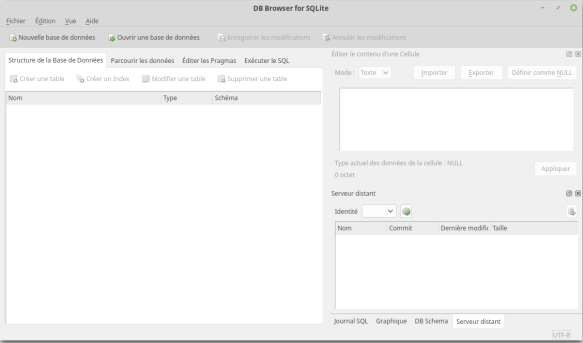 DB Browser for SQLite
Fichier Édition Vue Aide
Nouvelle base de données Ouvrir une base de données Enregistrer les modifications Annuler les modifications
Structure de la Base de Données Parcourir les données Éditer les Pragmas Exécuter le SQL
Créer une table Créer un Index Modifier une table Supprimer une table
Nom Type Schéma
Éditer le contenu d'une Cellule
Mode : Texte Importer Exporter Définir comme NULL
Type actuel des données de la cellule : NULL
0 octet
Appliquer
Serveur distant
Identité
Nom Commit Dernière modific Taille
Journal SQL Graphique DB Schema Serveur distant
UTF-8